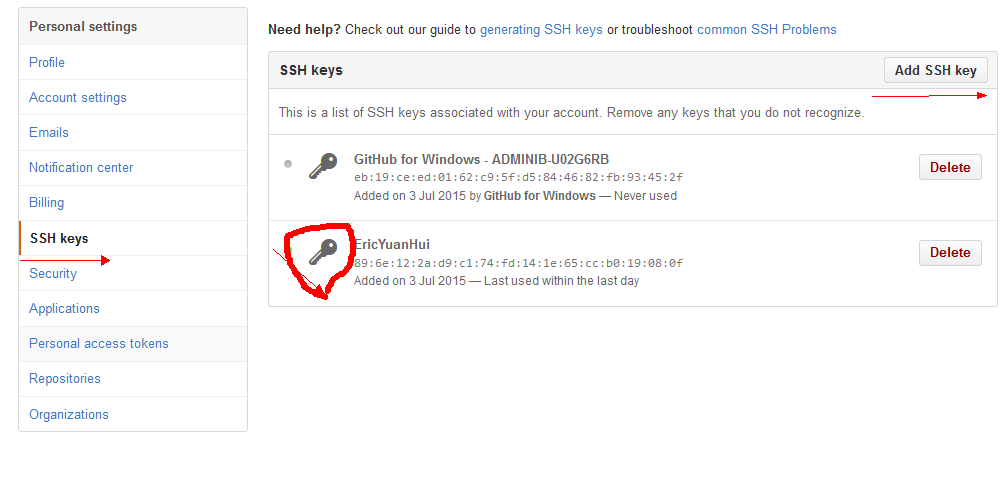 Personal settings
Profile
Account settings
Emails
Notification center
Billing
SSH keys
Security
Applications
Personal access tokens
Repositories
Organizations
Need help? Check out our guide to generating SSH keys or troubleshoot common SSH Problems
SSH keys
Add SSH key
This is a list of SSH keys associated with your account. Remove any keys that you do not recognize.
GitHub for Windows - ADMINIB-U02G6RB
eb:19:ce:ed:01:62:c9:5f:d5:84:46:82:fb:93:45:2f
Added on 3 Jul 2015 by GitHub for Windows — Never used
Delete
EricYuanHui
89:6e:12:2a:d9:c1:74:fd:14:1e:65:cc:b0:19:08:0f
Added on 3 Jul 2015 — Last used within the last day
Delete